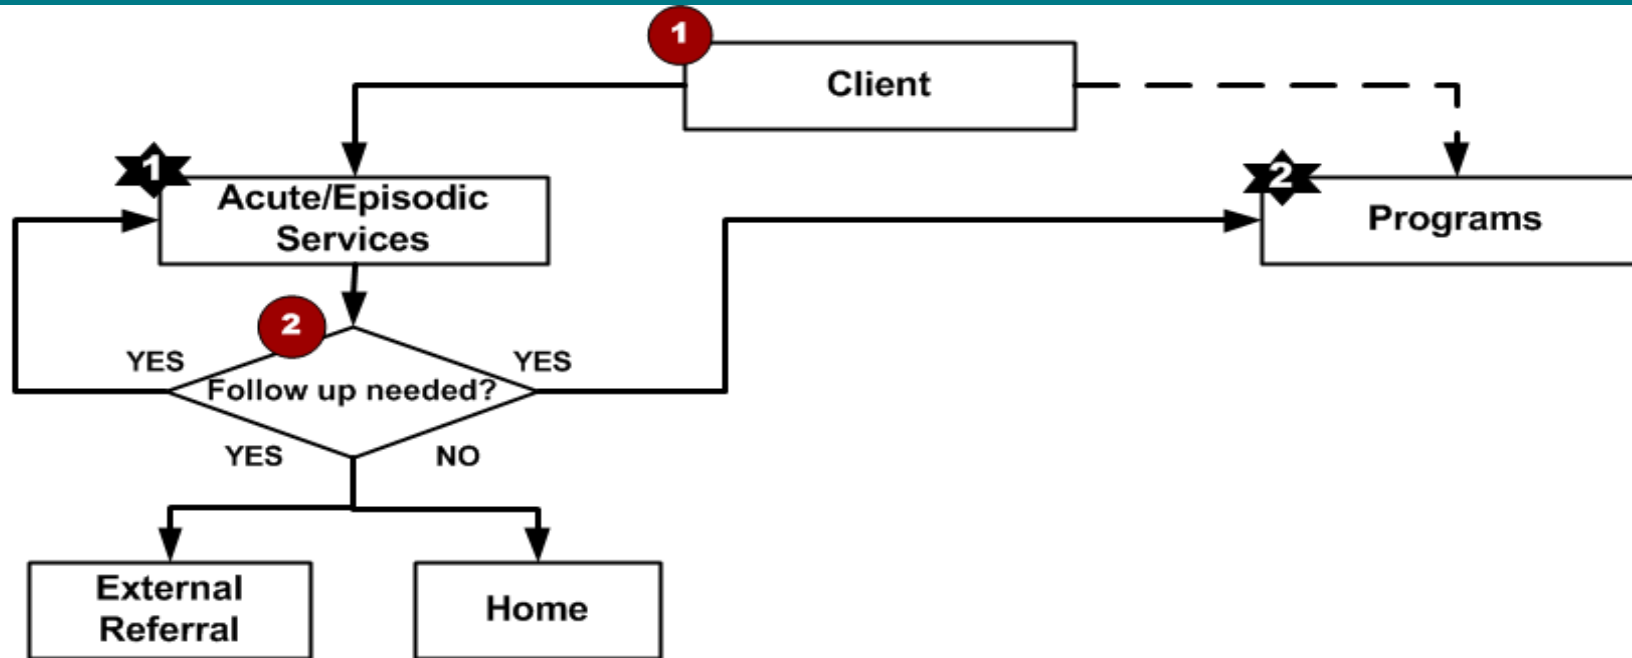 1
Client
1
Acute/Episodic
Services
2
Programs
2
YES
YES
Follow up needed?
YES
NO
External
Referral
Home